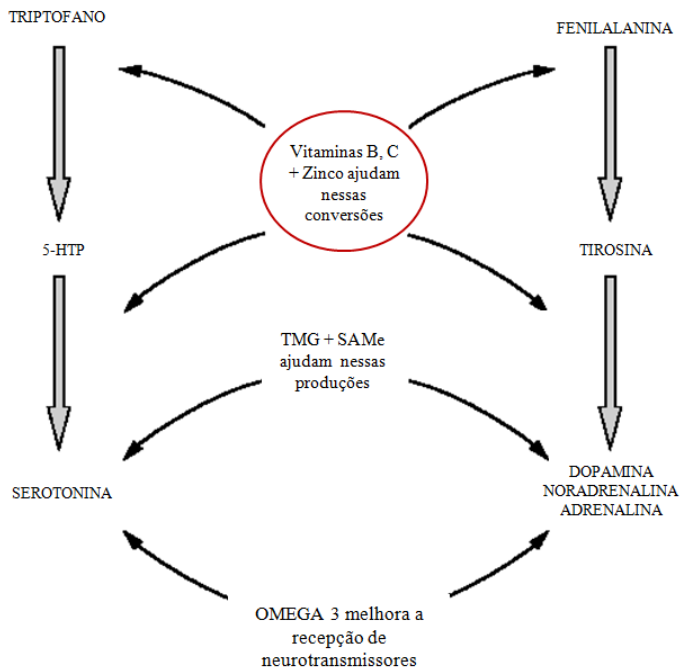 TRIPTOFANO
FENILALANINA
Vitaminas B, C
+ Zinco ajudam
nessas
conversões
5-HTP
TIROSINA
TMG + SAMe
ajudam nessas
produções
SEROTONINA
DOPAMINA
NORADRENALINA
ADRENALINA
OMEGA 3 melhora a
recepção de
neurotransmissores